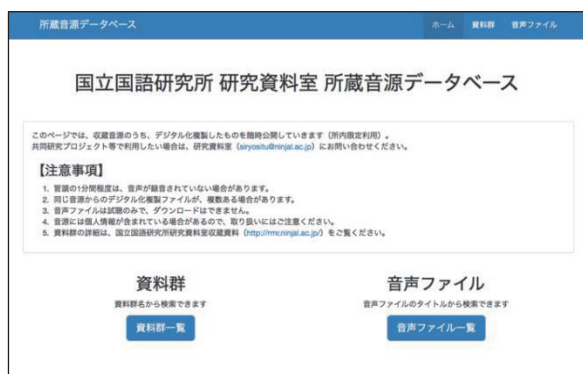 所蔵音源データベース
ホーム 資料群 音声ファイル
国立国語研究所 研究資料室 所蔵音源データベース
このページでは、収蔵音源のうち、デジタル化複製したものを随時公開していきます（所内限定利用）。
共同研究プロジェクト等で利用したい場合は、研究資料室（siryositu@ninjal.ac.jp）にお問い合わせください。
【注意事項】
1. 冒頭の1分間程度は、音声が録音されていない場合があります。
2. 同じ音源からのデジタル化複製ファイルが、複数ある場合があります。
3. 音声ファイルは試聴のみで、ダウンロードはできません。
4. 音源には個人情報が含まれている場合があるので、取り扱いにはご注意ください。
5. 資料群の詳細は、国立国語研究所研究資料室収蔵資料（http://rmr.ninjal.ac.jp/）をご覧ください。
資料群
資料群名から検索できます
資料群一覧
音声ファイル
音声ファイルのタイトルから検索できます
音声ファイル一覧